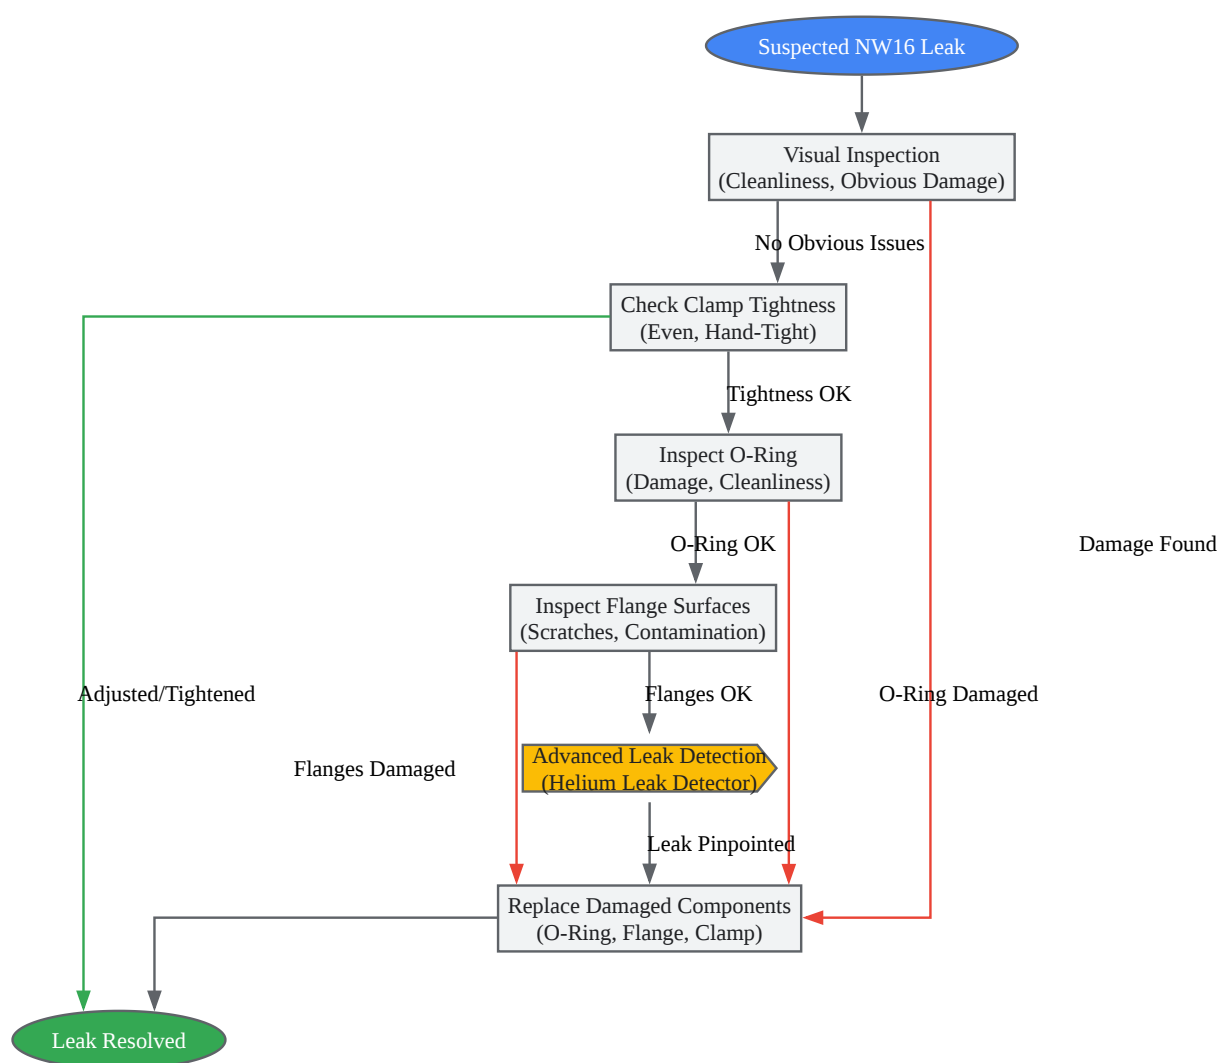 Suspected NW16 Leak
Visual Inspection
(Cleanliness, Obvious Damage)
No Obvious Issues
Check Clamp Tightness
(Even, Hand-Tight)
Tightness OK
Inspect O-Ring
(Damage, Cleanliness)
O-Ring OK
Damage Found
Inspect Flange Surfaces
(Scratches, Contamination)
Adjusted/Tightened
Flanges OK
O-Ring Damaged
Flanges Damaged
Advanced Leak Detection
(Helium Leak Detector)
Leak Pinpointed
Replace Damaged Components
(O-Ring, Flange, Clamp)
Leak Resolved